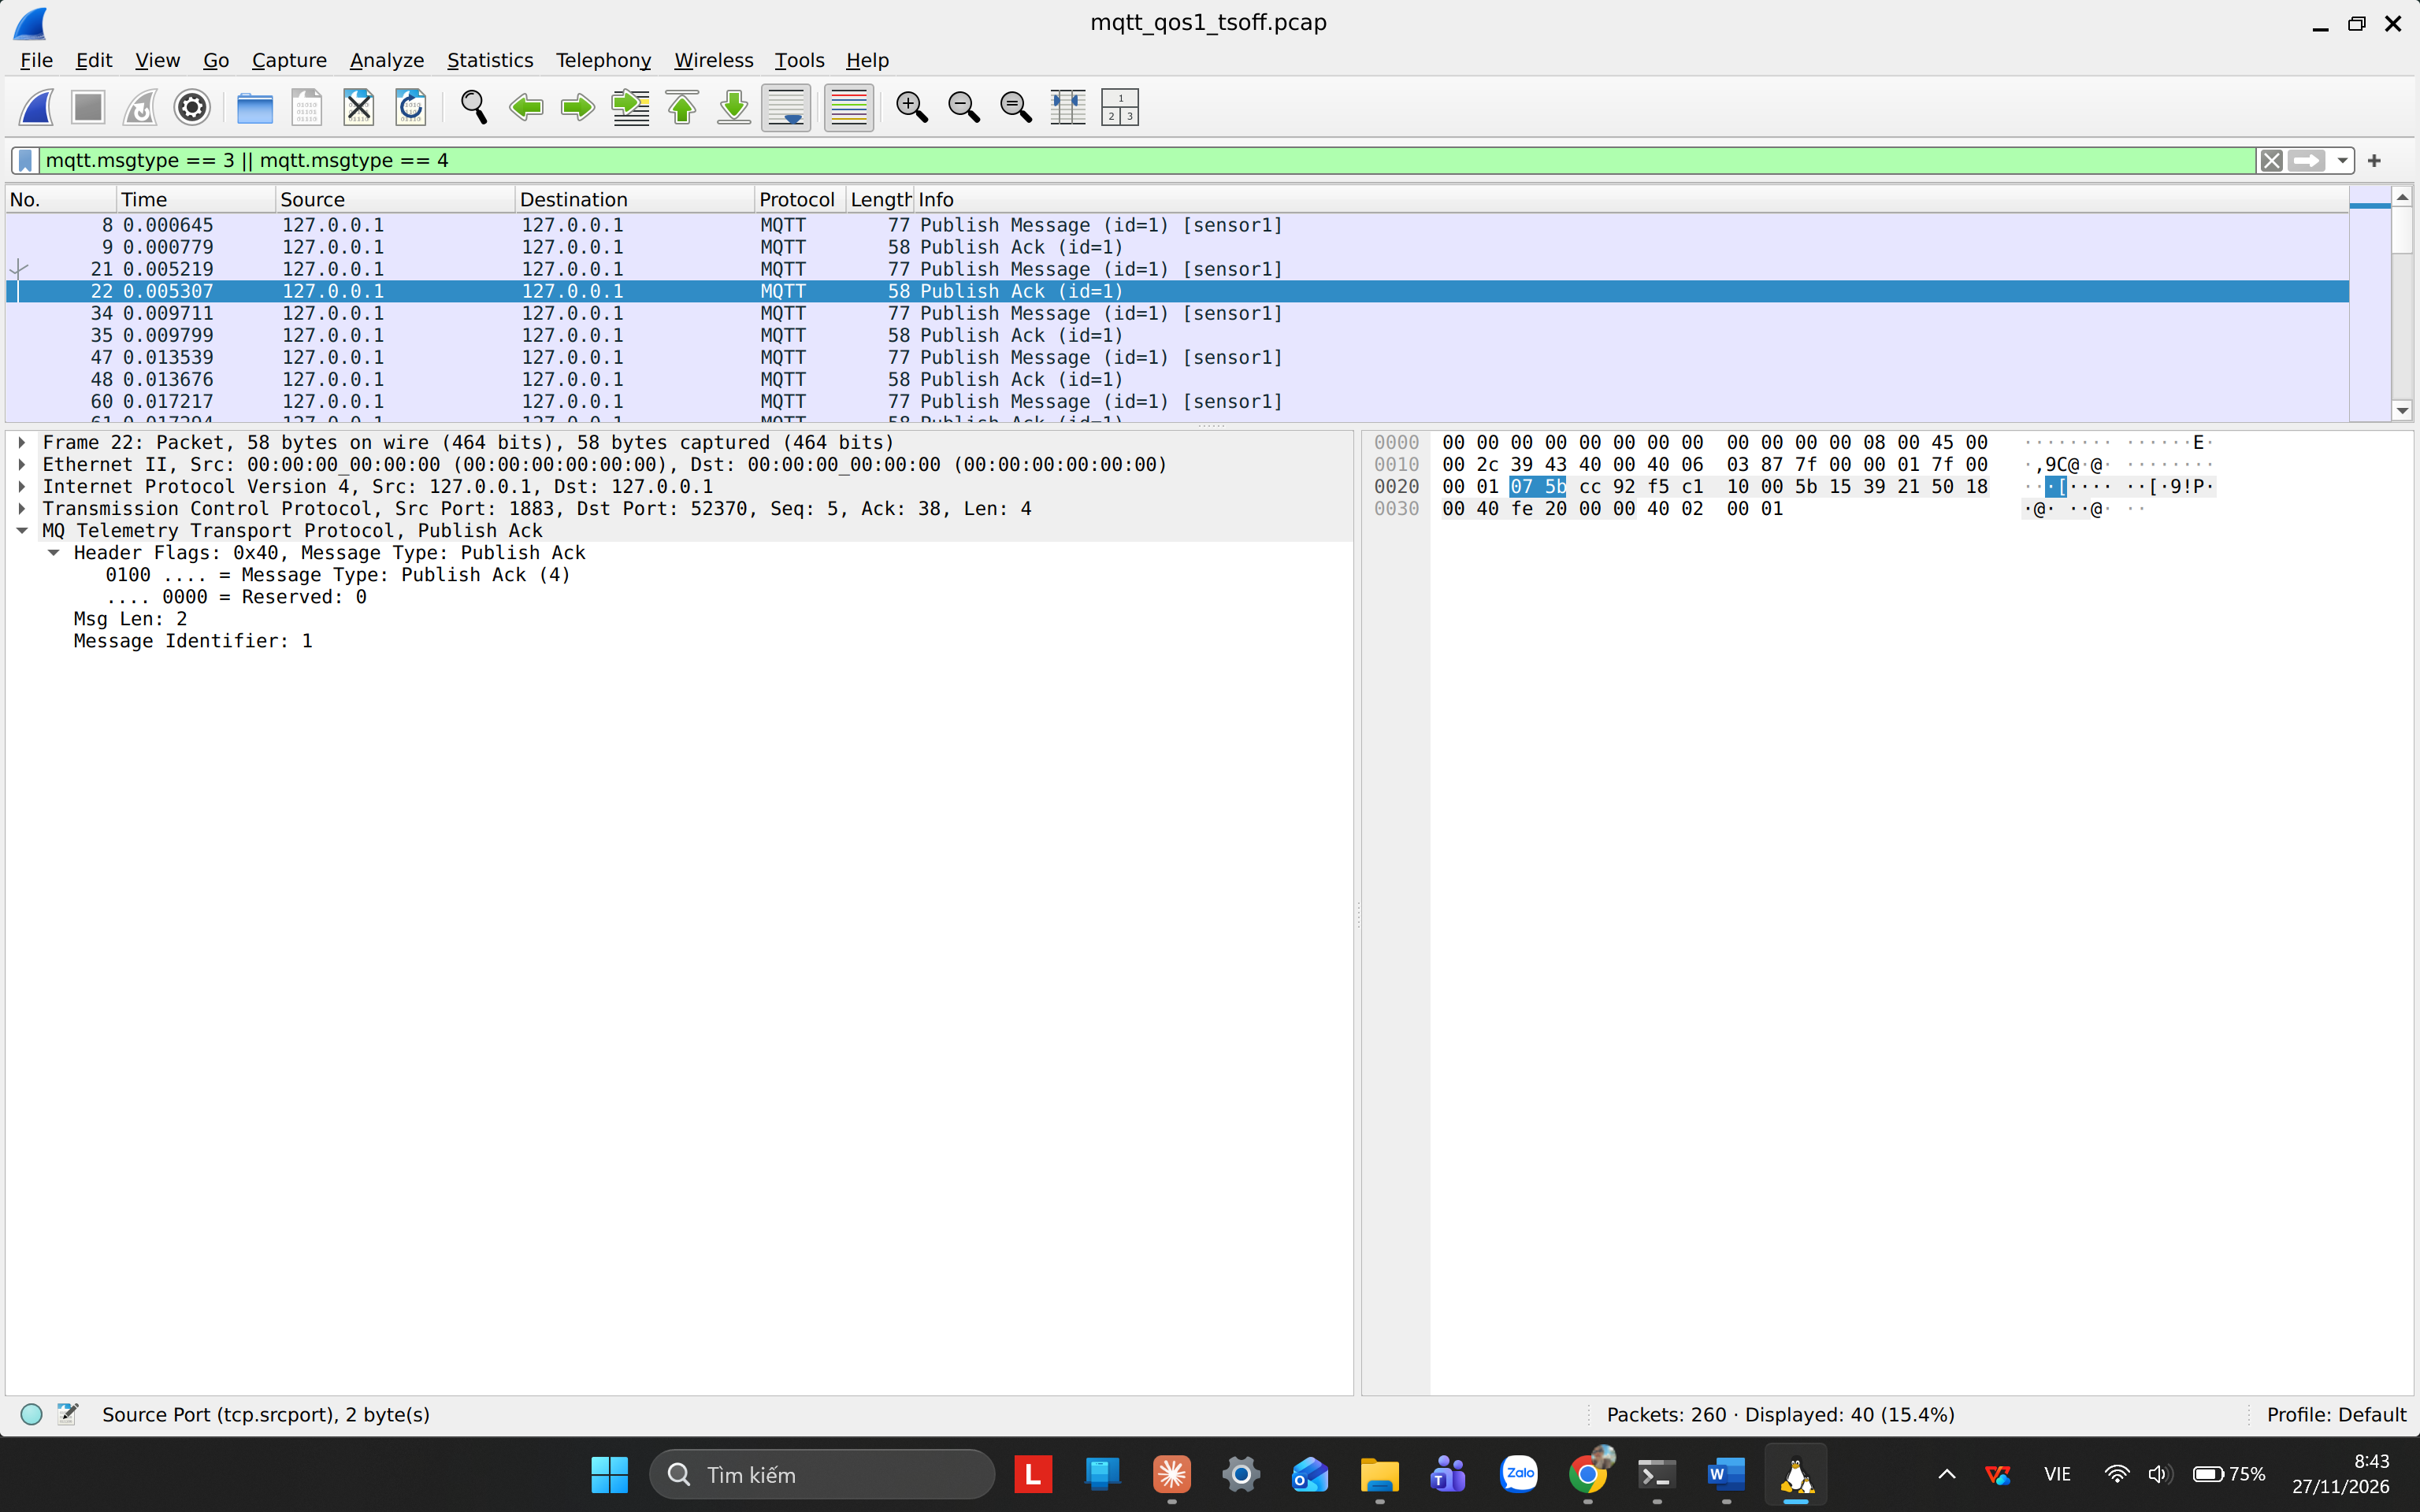 mqtt_qos1_tsoff.pcap
File Edit View Go Capture Analyze Statistics Telephony Wireless Tools Help
mqtt.msgtype == 3 || mqtt.msgtype == 4
No. Time Source Destination Protocol Length Info
8 0.000645 127.0.0.1 127.0.0.1 MQTT 77 Publish Message (id=1) [sensor1]
9 0.000779 127.0.0.1 127.0.0.1 MQTT 58 Publish Ack (id=1)
21 0.005219 127.0.0.1 127.0.0.1 MQTT 77 Publish Message (id=1) [sensor1]
22 0.005307 127.0.0.1 127.0.0.1 MQTT 58 Publish Ack (id=1)
34 0.009711 127.0.0.1 127.0.0.1 MQTT 77 Publish Message (id=1) [sensor1]
35 0.009799 127.0.0.1 127.0.0.1 MQTT 58 Publish Ack (id=1)
47 0.013539 127.0.0.1 127.0.0.1 MQTT 77 Publish Message (id=1) [sensor1]
48 0.013676 127.0.0.1 127.0.0.1 MQTT 58 Publish Ack (id=1)
60 0.017217 127.0.0.1 127.0.0.1 MQTT 77 Publish Message (id=1) [sensor1]
Frame 22: Packet, 58 bytes on wire (464 bits), 58 bytes captured (464 bits)
Ethernet II, Src: 00:00:00_00:00:00 (00:00:00:00:00:00), Dst: 00:00:00_00:00:00 (00:00:00:00:00:00)
Internet Protocol Version 4, Src: 127.0.0.1, Dst: 127.0.0.1
Transmission Control Protocol, Src Port: 1883, Dst Port: 52370, Seq: 5, Ack: 38, Len: 4
MQ Telemetry Transport Protocol, Publish Ack
Header Flags: 0x40, Message Type: Publish Ack
0100 .... = Message Type: Publish Ack (4)
.... 0000 = Reserved: 0
Msg Len: 2
Message Identifier: 1
0000 00 00 00 00 00 00 00 00 00 00 00 00 08 00 45 00 ········ ······E·
0010 00 2c 39 43 40 00 40 06 03 87 7f 00 00 01 7f 00 ·,9C@·@· ········
0020 00 01 07 5b cc 92 f5 c1 10 00 5b 15 39 21 50 18 ···[···· ··[·9!P·
0030 00 40 fe 20 00 00 40 02 00 01 ·@· ··@· ··
Source Port (tcp.srcport), 2 byte(s)
Packets: 260 · Displayed: 40 (15.4%)
Profile: Default
Tìm kiếm
L
Zalo
VIE
75%
8:43
27/11/2026